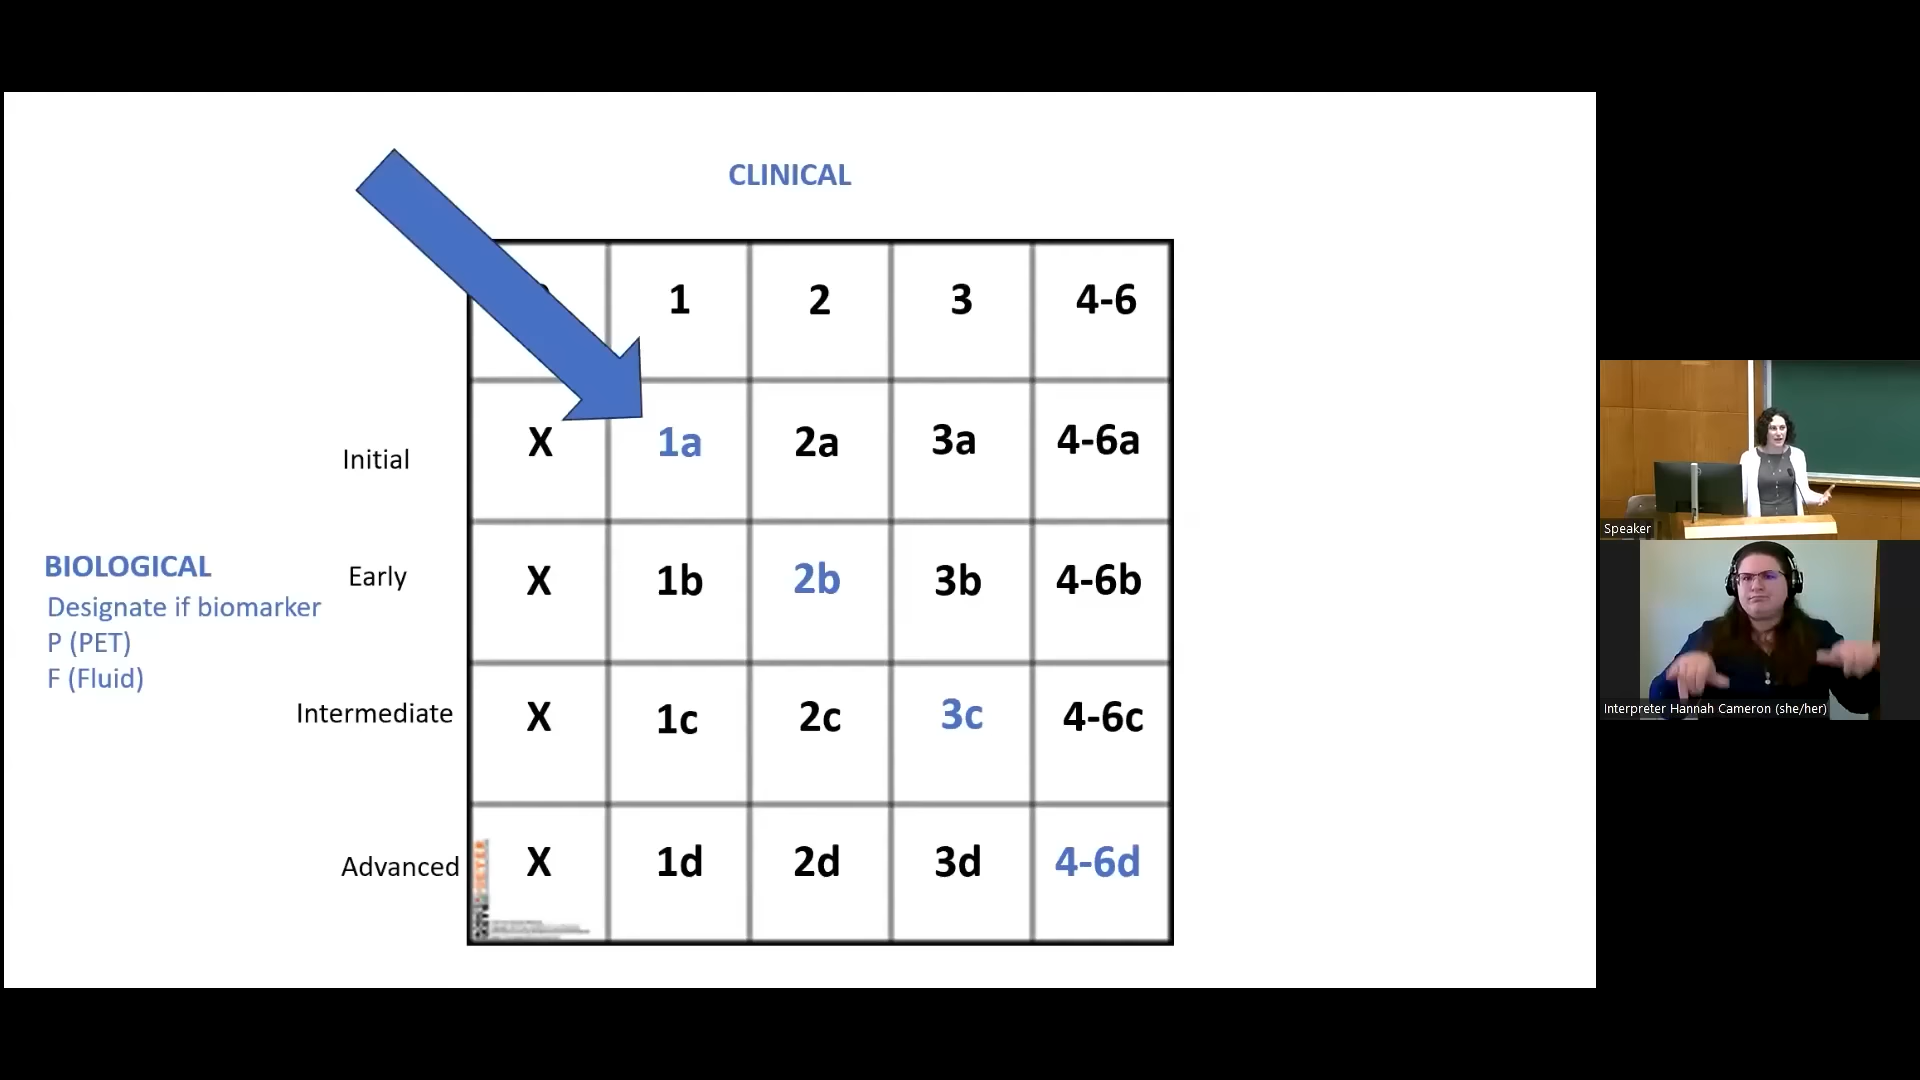 CLINICAL
1 2 3 4-6
Initial X 1a 2a 3a 4-6a
Early X 1b 2b 3b 4-6b
BIOLOGICAL
Designate if biomarker
P (PET)
F (Fluid)
Intermediate X 1c 2c 3c 4-6c
Advanced X 1d 2d 3d 4-6d
Speaker
Interpreter Hannah Cameron (she/her)